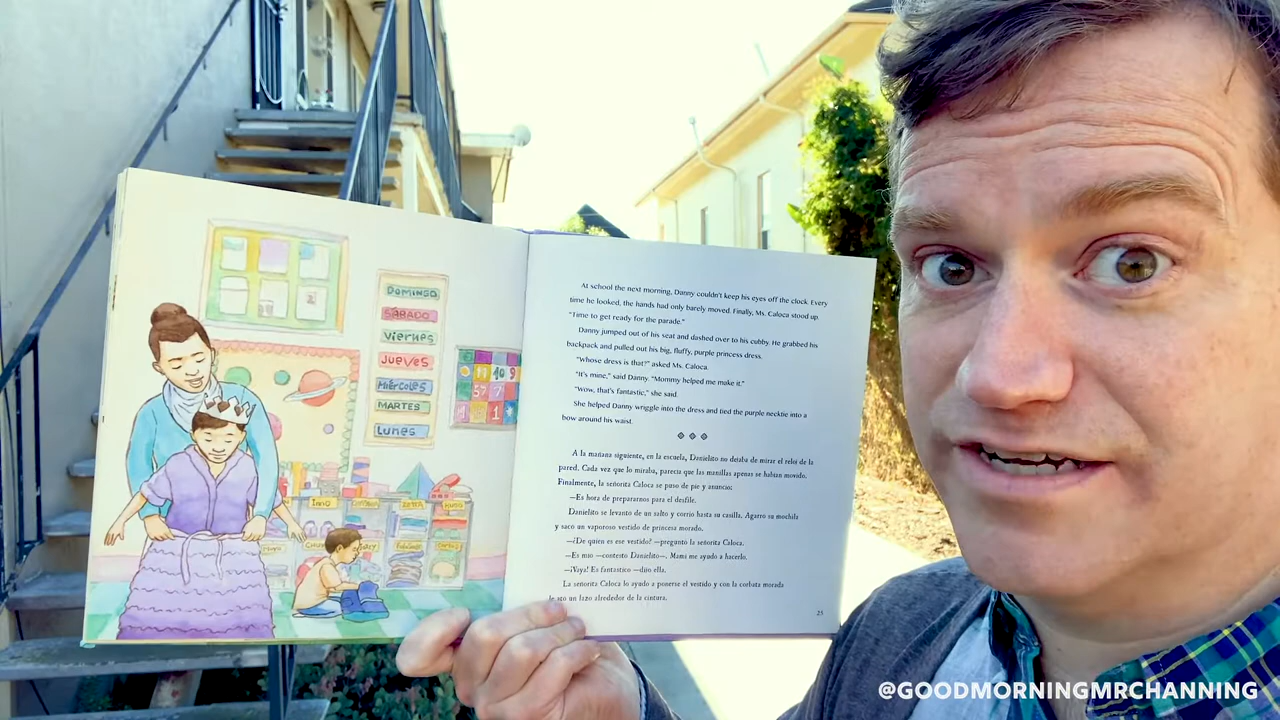 DOMINGO
SÁBADO
VIERNES
JUEVES
MIÉRCOLES
MARTES
LUNES
At school the next morning, Danny couldn't keep his eyes off the clock. Every
time he looked, the hands had only barely moved. Finally, Ms. Caloca stood up.
"Time to get ready for the parade."
Danny jumped out of his seat and dashed over to his cubby. He grabbed his
backpack and pulled out his big, fluffy, purple princess dress.
"Whose dress is that?" asked Ms. Caloca.
"It's mine," said Danny. "Mommy helped me make it."
"Wow, that's fantastic," she said.
She helped Danny wriggle into the dress and tied the purple necktie into a
bow around his waist.
A la mañana siguiente, en la escuela, Danielito no dejaba de mirar el reloj de la
pared. Cada vez que lo miraba, parecía que las manillas apenas se habían movido.
Finalmente, la señorita Caloca se puso de pie y anunció:
—Es hora de prepararnos para el desfile.
Danielito se levantó de un salto y corrió hasta su casilla. Agarró su mochila
y sacó un vaporoso vestido de princesa morado.
—¿De quién es ese vestido? —preguntó la señorita Caloca.
—Es mío —contestó Danielito—. Mami me ayudó a hacerlo.
—¡Vaya! Es fantástico —dijo ella.
La señorita Caloca lo ayudó a ponerse el vestido y con la corbata morada
le ató un lazo alrededor de la cintura.
25
@GOODMORNINGMRCHANNING